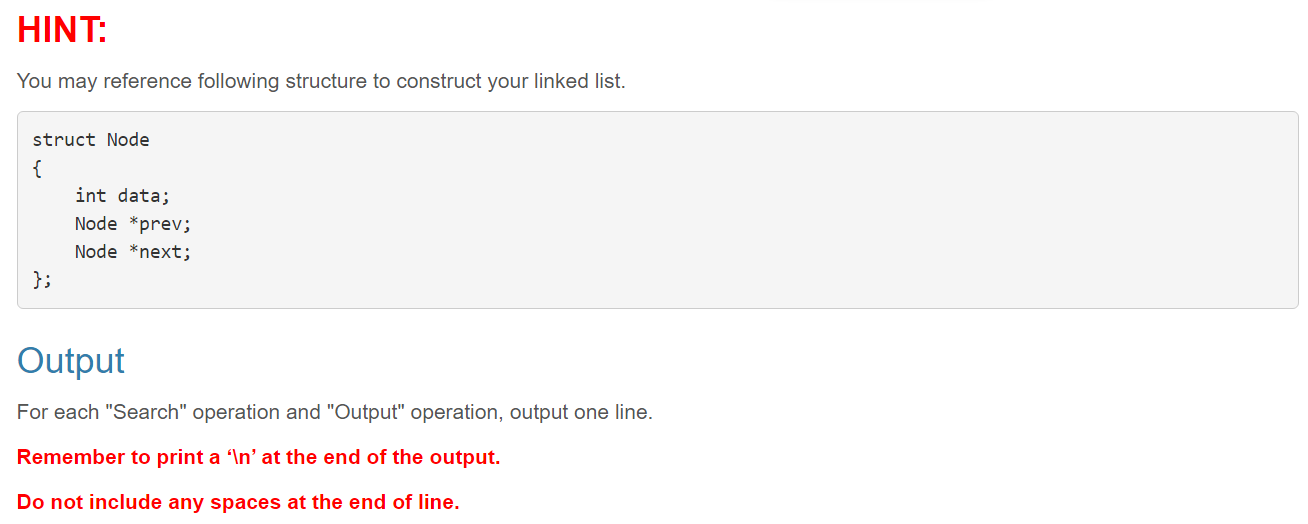 HINT:
You may reference following structure to construct your linked list.
struct Node
{
    int data;
    Node *prev;
    Node *next;
};
Output
For each "Search" operation and "Output" operation, output one line.
Remember to print a ‘\n’ at the end of the output.
Do not include any spaces at the end of line.